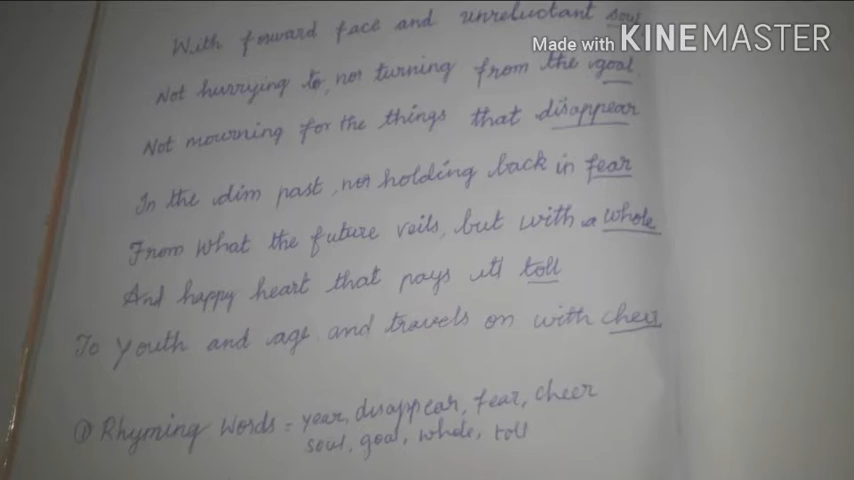 With forward face and unreluctant soul
Made with KINEMASTER
Not hurrying to, nor turning from the goal
Not mourning for the things that disappear
In the dim past, nor holding back in fear
From what the future veils, but with a whole
And happy heart that pays its toll
To youth and age and travels on with cheer
① Rhyming Words = year, disappear, fear, cheer
soul, goal, whole, toll